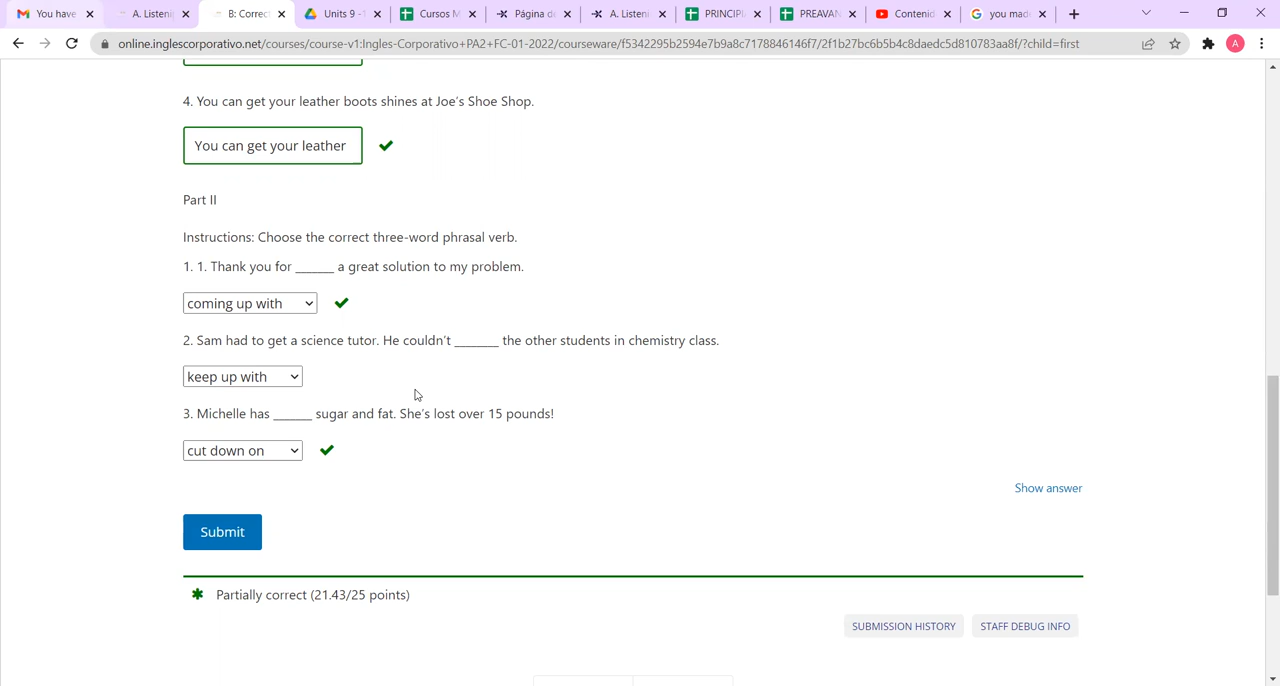 You have
A. Listenin
B: Correct
Units 9 -1
Cursos M
Página de
A. Listeni
PRINCIPI
PREAVAN
Contenid
you made
online.inglescorporativo.net/courses/course-v1:Ingles-Corporativo+PA2+FC-01-2022/courseware/f5342295b2594e7b9a8c7178846146f7/2f1b27bc6b5b4c8daedc5d810783aa8f/?child=first
A
4. You can get your leather boots shines at Joe's Shoe Shop.
You can get your leather
Part II
Instructions: Choose the correct three-word phrasal verb.
1. 1. Thank you for ______ a great solution to my problem.
coming up with
2. Sam had to get a science tutor. He couldn't _______ the other students in chemistry class.
keep up with
3. Michelle has ______ sugar and fat. She's lost over 15 pounds!
cut down on
Show answer
Submit
Partially correct (21.43/25 points)
SUBMISSION HISTORY
STAFF DEBUG INFO